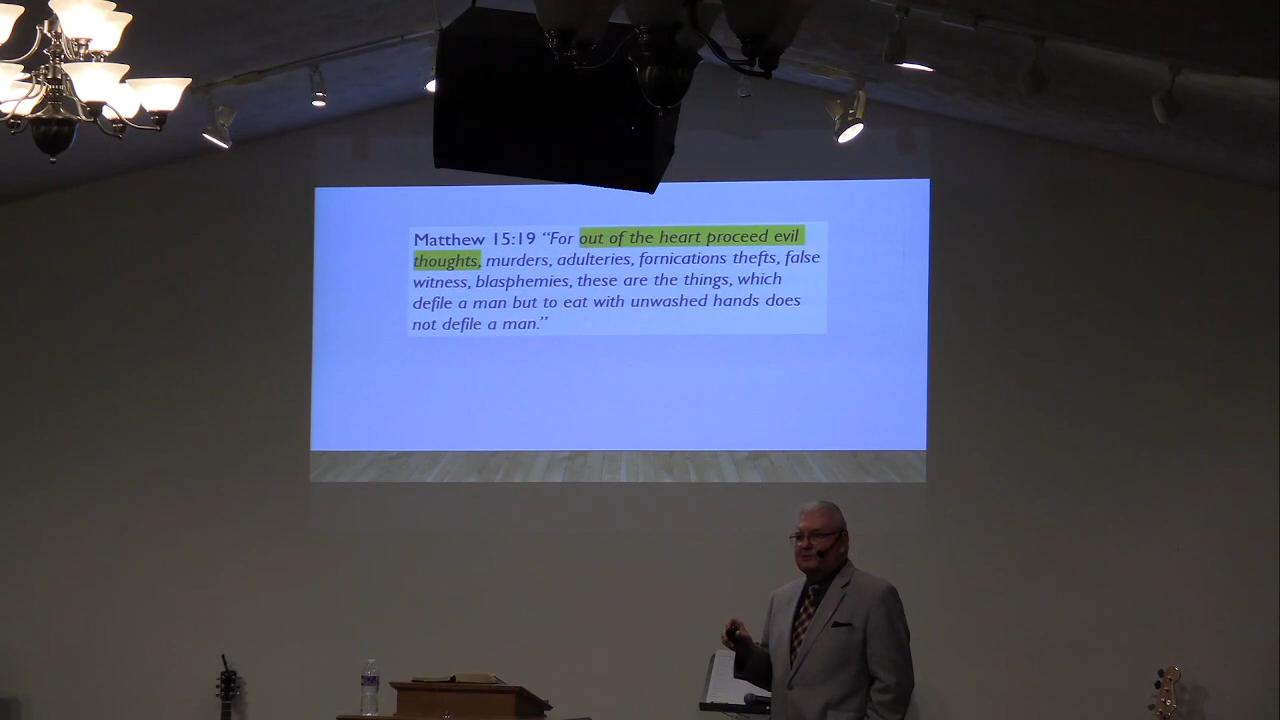 Matthew 15:19 “For out of the heart proceed evil
thoughts, murders, adulteries, fornications thefts, false
witness, blasphemies, these are the things, which
defile a man but to eat with unwashed hands does
not defile a man.”